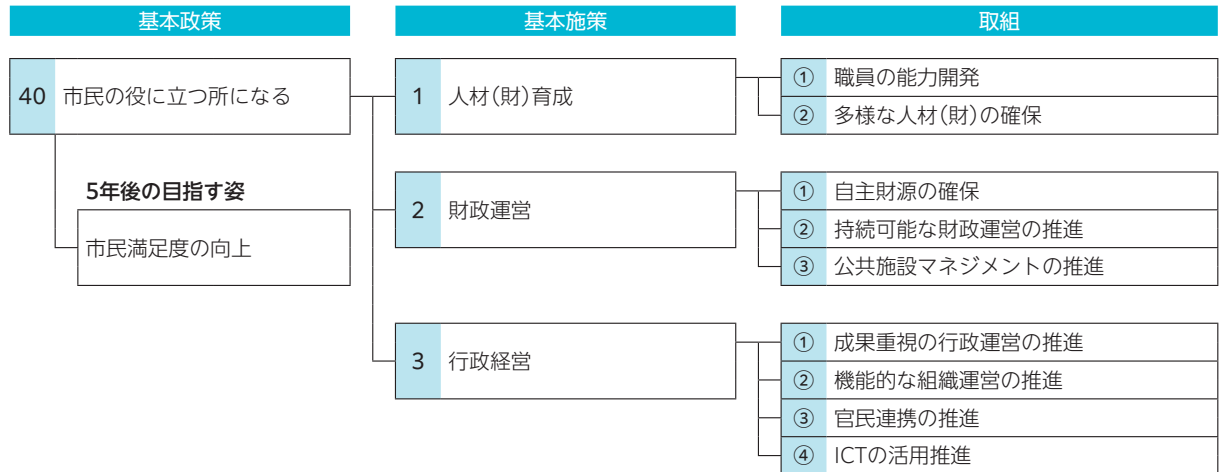 基本政策
基本施策
取組
40 市民の役に立つ所になる
5年後の目指す姿
市民満足度の向上
1 人材(財)育成
① 職員の能力開発
② 多様な人材(財)の確保
2 財政運営
① 自主財源の確保
② 持続可能な財政運営の推進
③ 公共施設マネジメントの推進
3 行政経営
① 成果重視の行政運営の推進
② 機能的な組織運営の推進
③ 官民連携の推進
④ ICTの活用推進